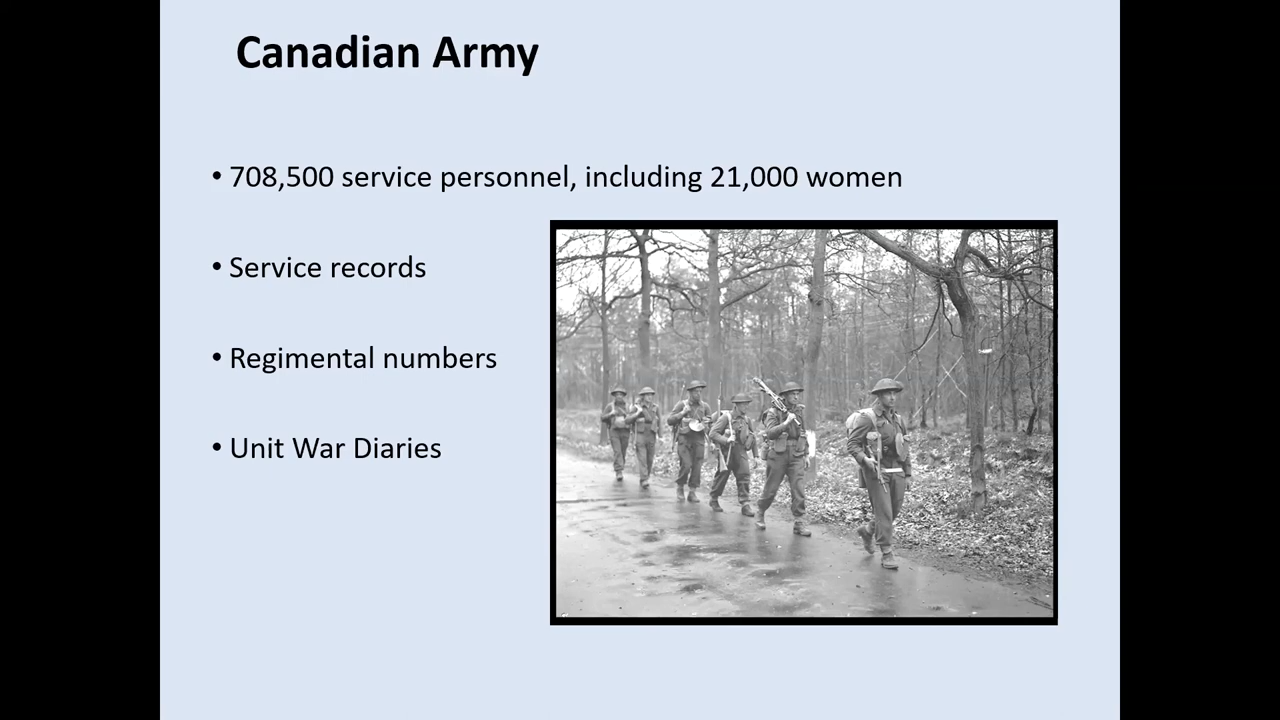 Canadian Army
• 708,500 service personnel, including 21,000 women
• Service records
• Regimental numbers
• Unit War Diaries